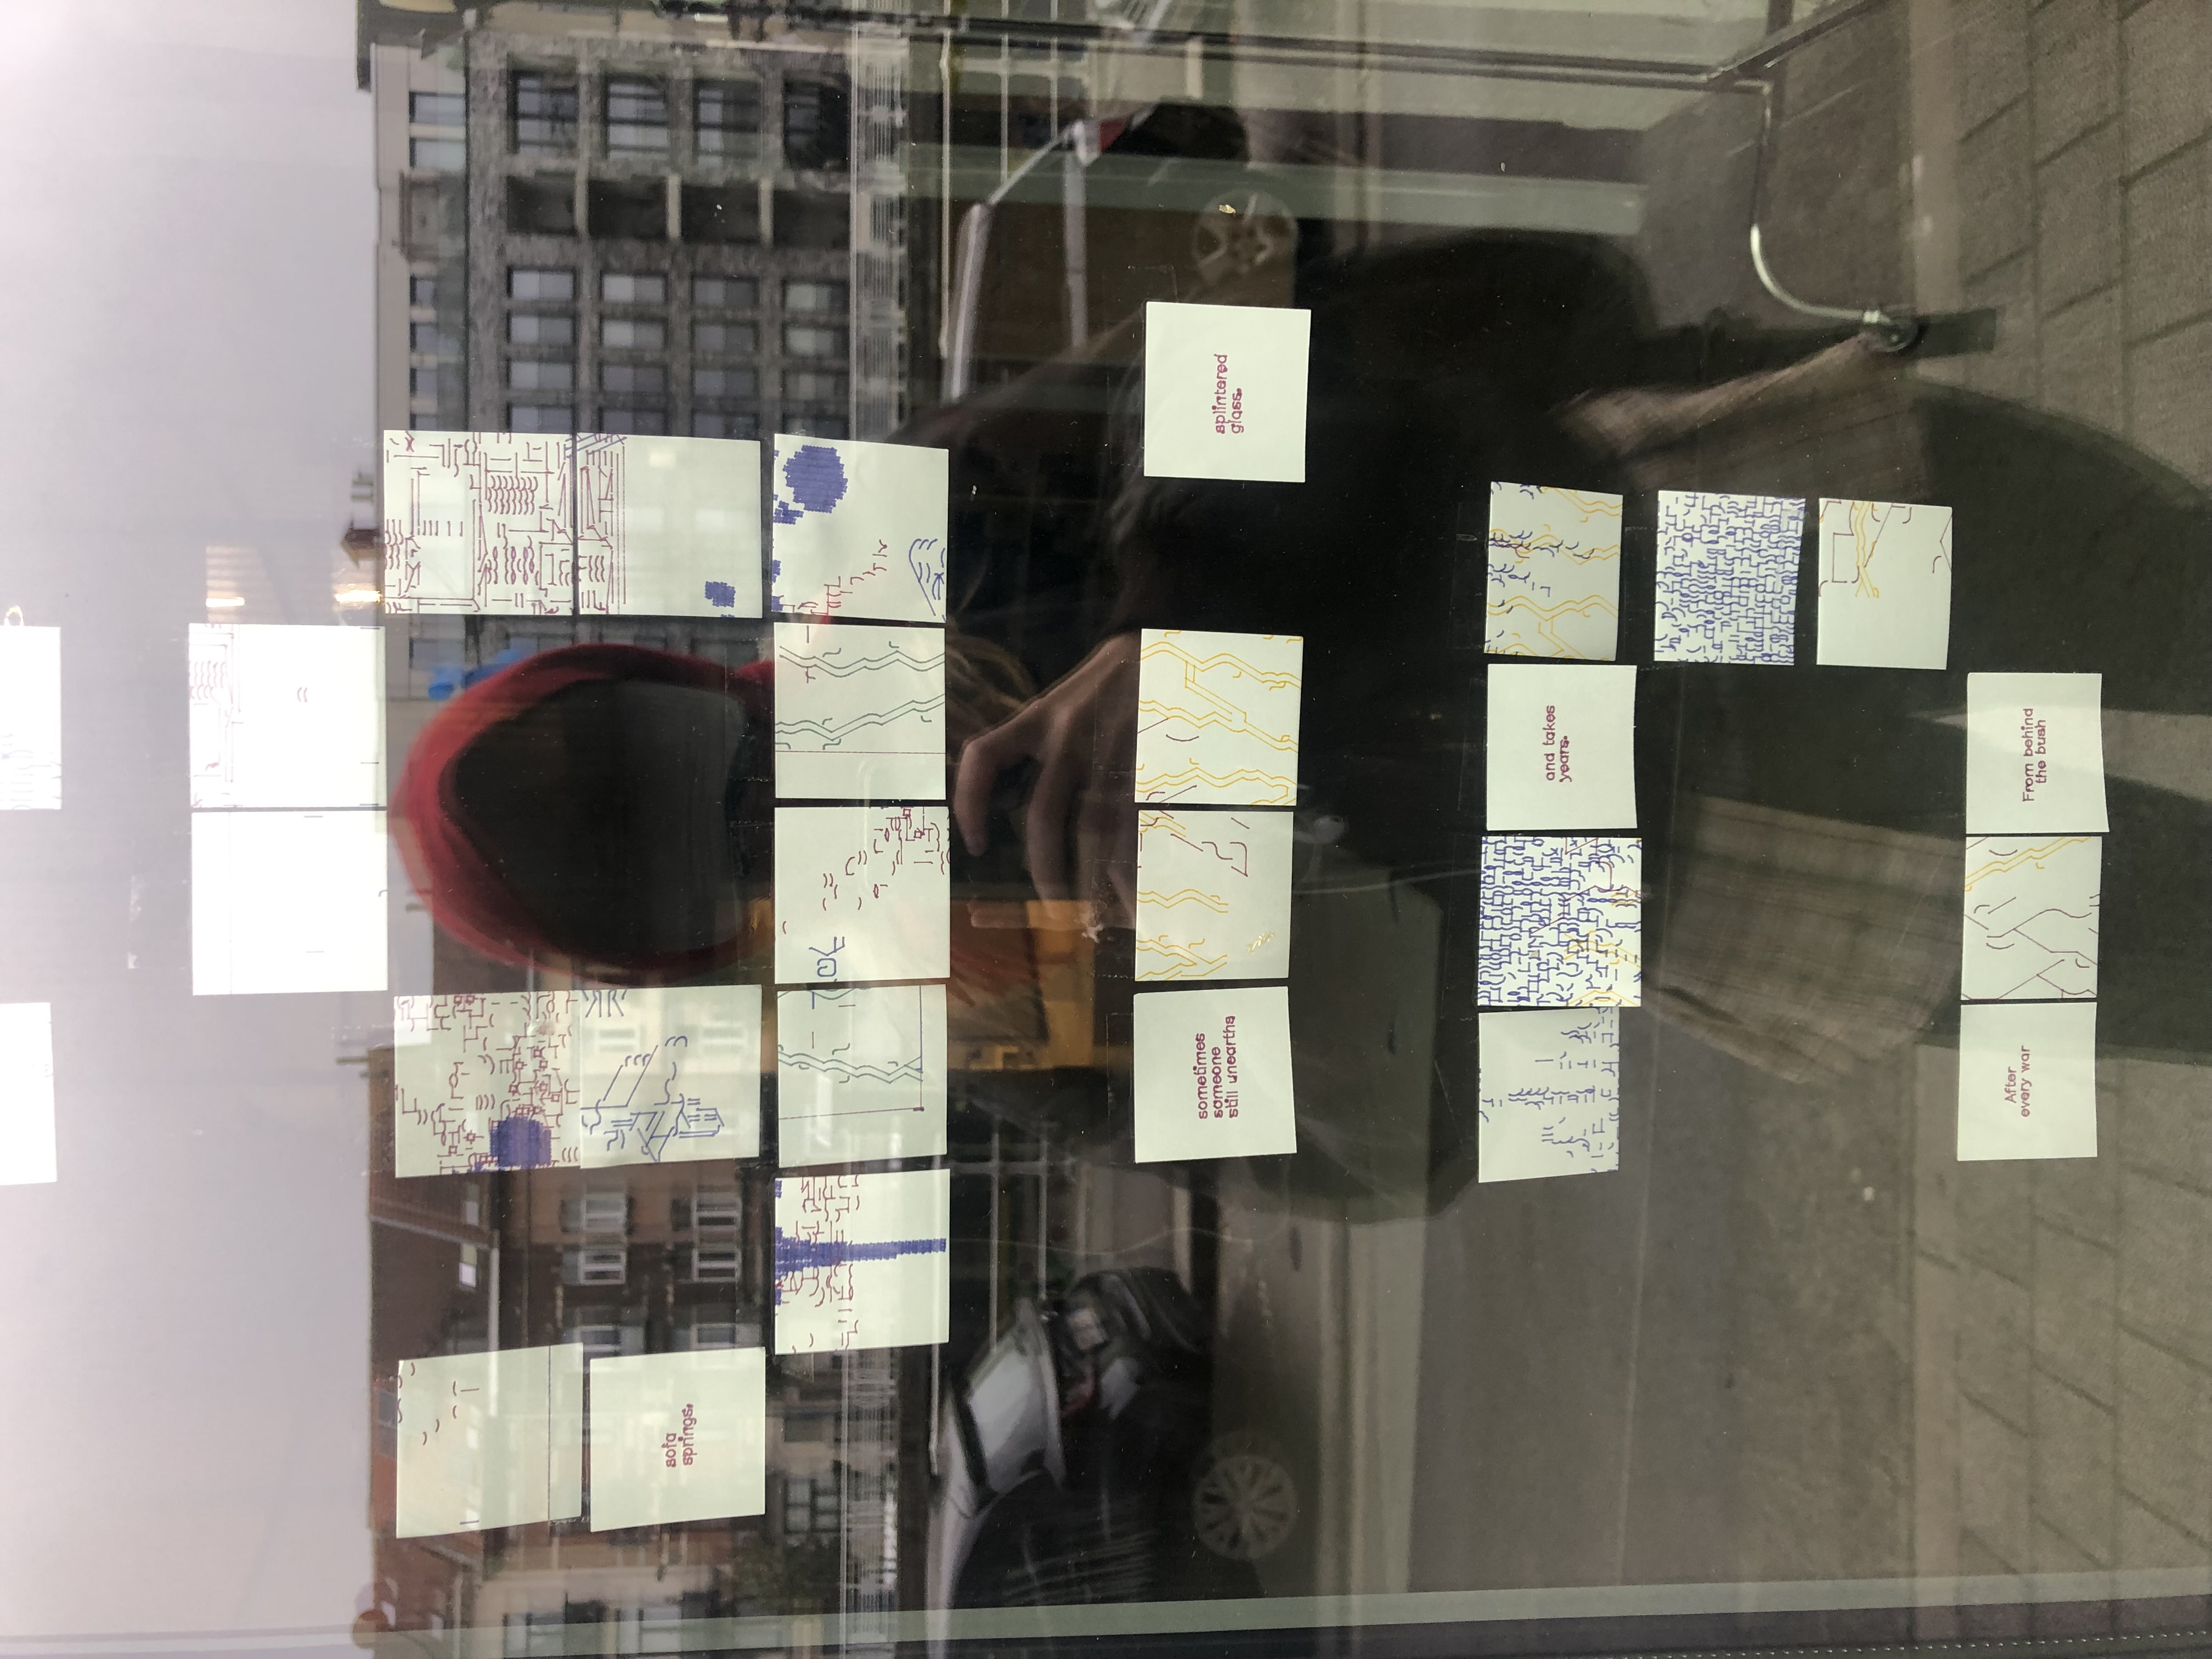 sofa
springs.
sometimes
someone
still unearths
splintered
glass.
and takes
years.
After
every war
From behind
the bush